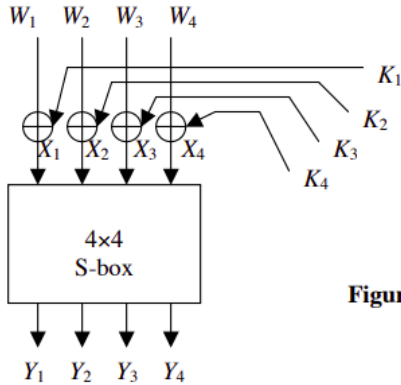 W₁ W₂ W₃ W₄
K₁
K₂
X₁ X₂ X₃ X₄
K₃
K₄
4×4
S-box
Figur
Y₁ Y₂ Y₃ Y₄